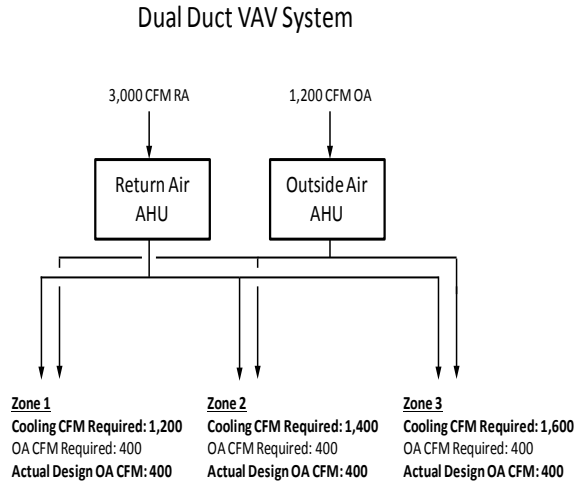 Dual Duct VAV System
3,000 CFM RA
1,200 CFM OA
Return Air
AHU
Outside Air
AHU
Zone 1
Cooling CFM Required: 1,200
OA CFM Required: 400
Actual Design OA CFM: 400
Zone 2
Cooling CFM Required: 1,400
OA CFM Required: 400
Actual Design OA CFM: 400
Zone 3
Cooling CFM Required: 1,600
OA CFM Required: 400
Actual Design OA CFM: 400